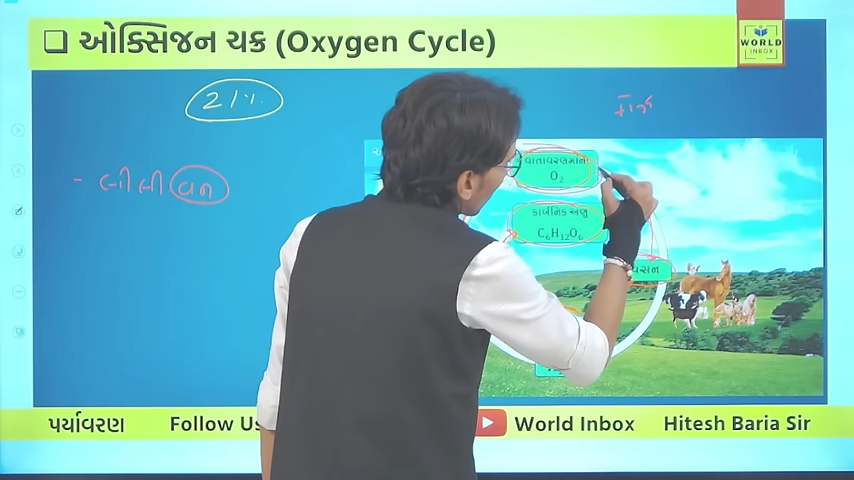 ❑ ઓક્સિજન ચક્ર (Oxygen Cycle)
WORLD
INBOX
21%
વાતાવરણમાંના
O₂
કાર્બનિક અણુ
C₆H₁₂O₆
પર્યાવરણ
Follow Us
World Inbox
Hitesh Baria Sir